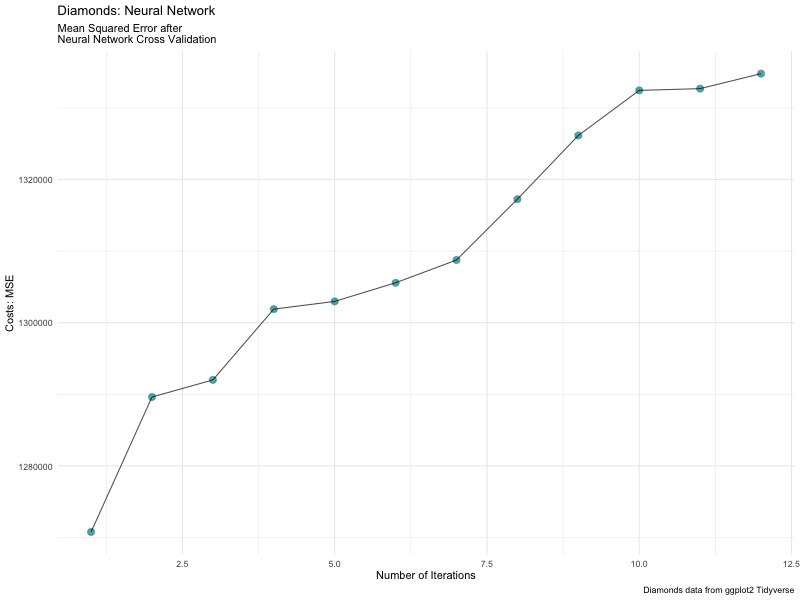 Diamonds: Neural Network
Mean Squared Error after
Neural Network Cross Validation
Costs: MSE
1320000
1300000
1280000
2.5
5.0
7.5
10.0
12.5
Number of Iterations
Diamonds data from ggplot2 Tidyverse